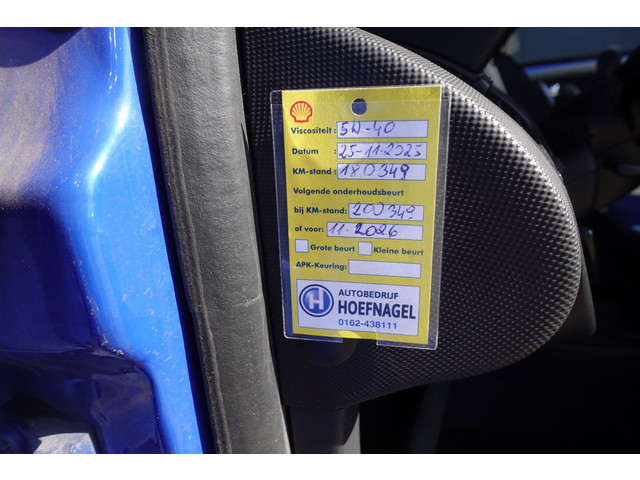 Viscositeit: 5W-40
Datum : 25-11-2025
KM-stand: 180349
Volgende onderhoudsbeurt
bij KM-stand: 200349
of voor: 11-2026
Grote beurt Kleine beurt
APK-Keuring:
H AUTOBEDRIJF
HOEFNAGEL
0162-438111